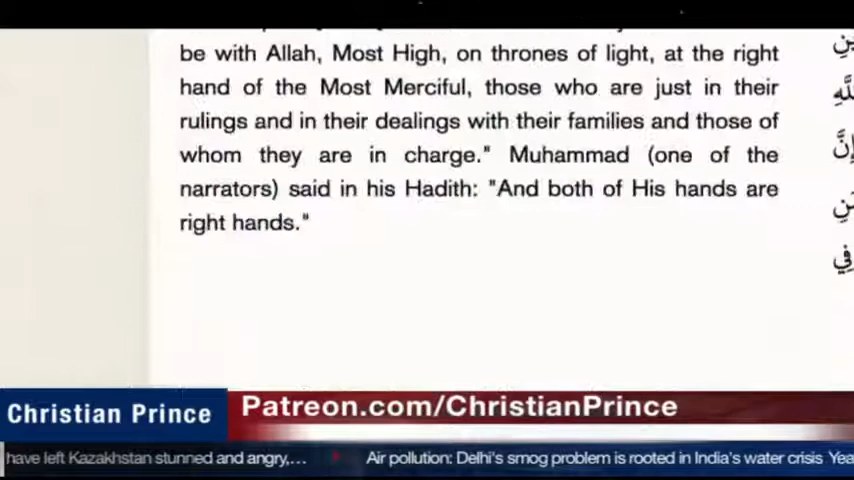 be with Allah, Most High, on thrones of light, at the right
hand of the Most Merciful, those who are just in their
rulings and in their dealings with their families and those of
whom they are in charge." Muhammad (one of the
narrators) said in his Hadith: "And both of His hands are
right hands."
Christian Prince
Patreon.com/ChristianPrince
have left Kazakhstan stunned and angry,... Air pollution: Delhi's smog problem is rooted in India's water crisis Yea